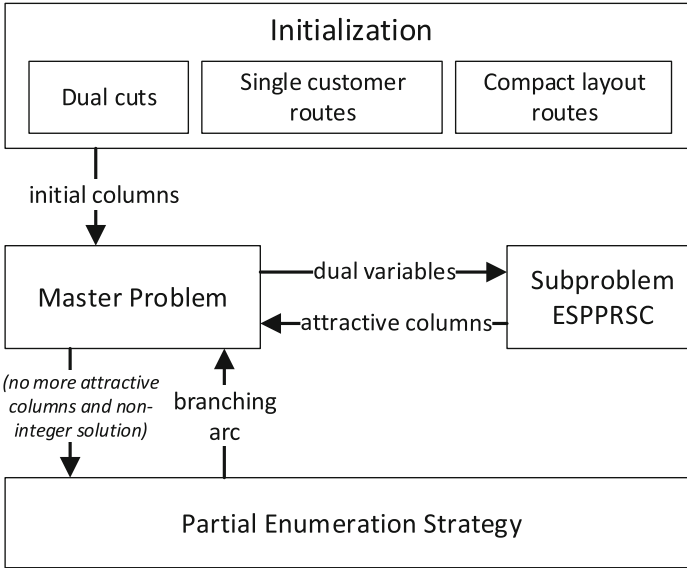 Initialization
Dual cuts
Single customer
routes
Compact layout
routes
initial columns
Master Problem
dual variables
attractive columns
Subproblem
ESPPRSC
(no more attractive
columns and non-
integer solution)
branching
arc
Partial Enumeration Strategy